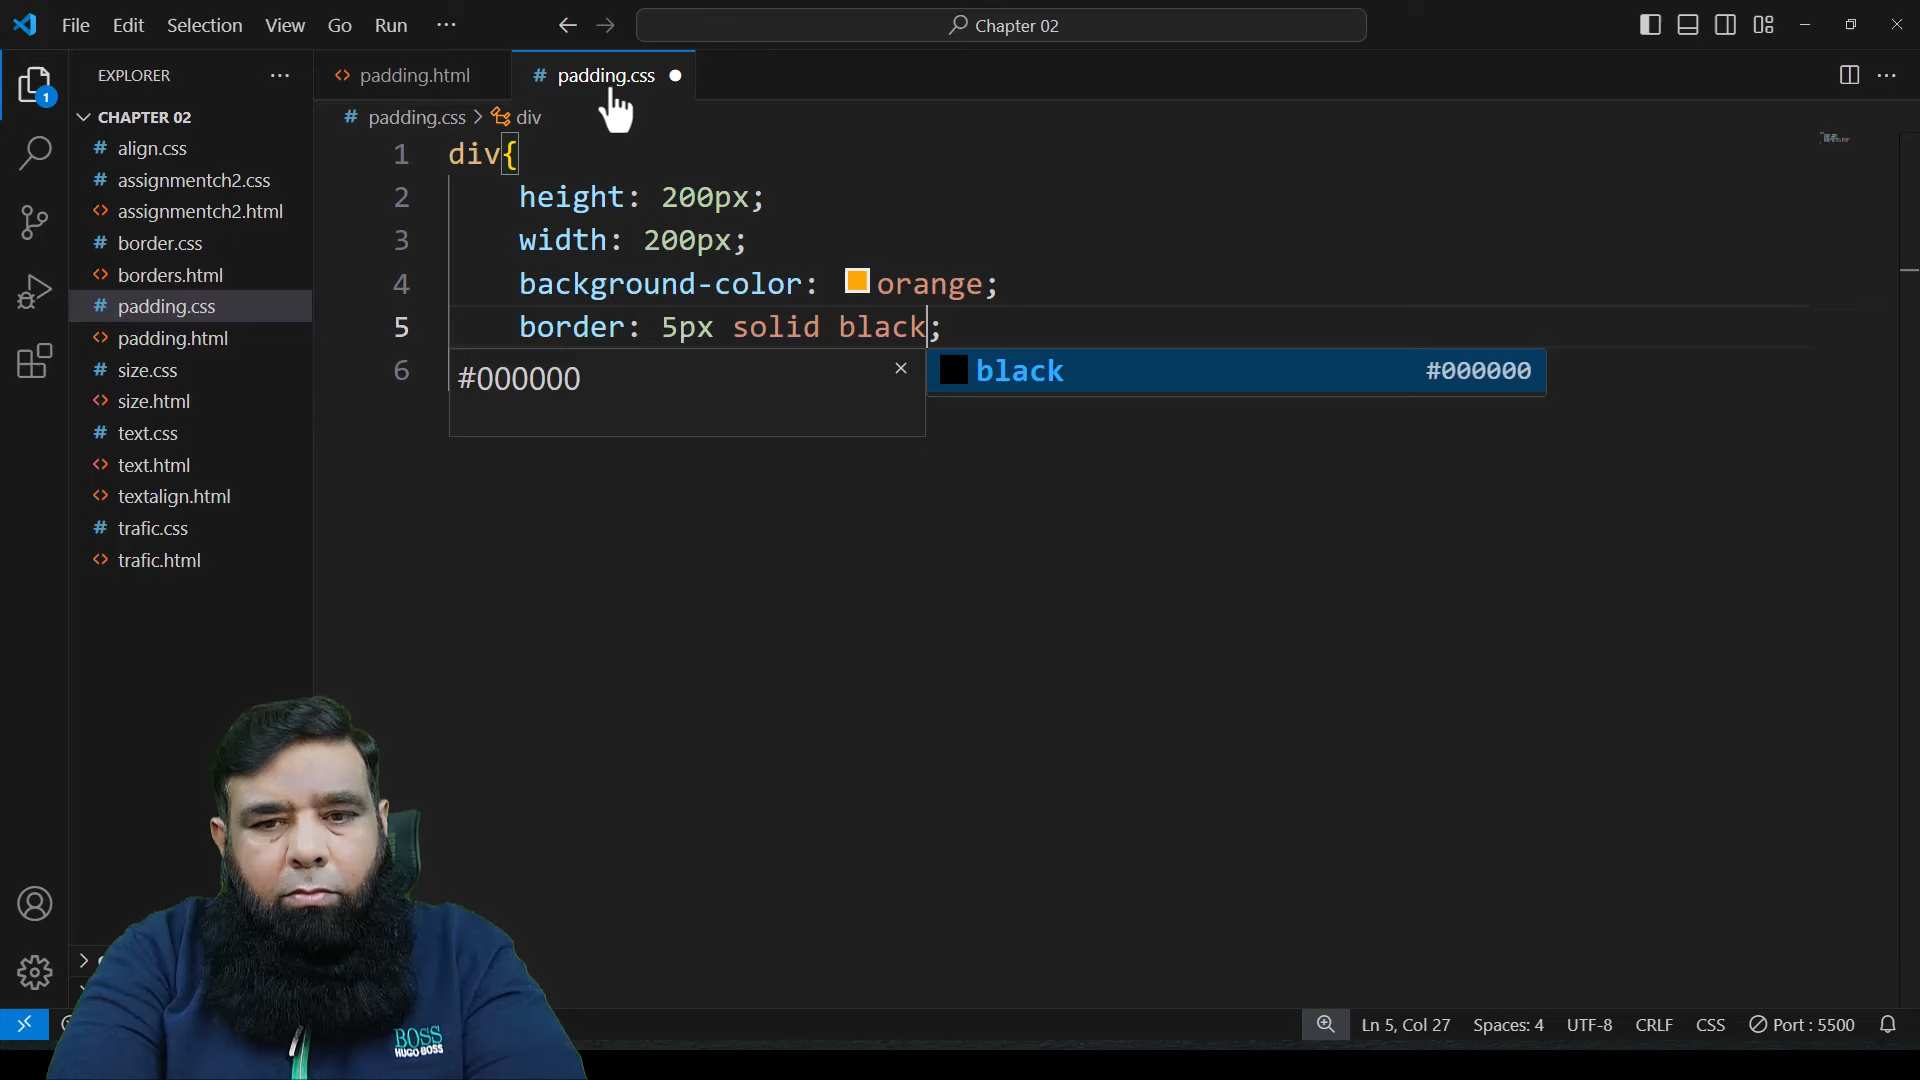 File Edit Selection View Go Run ···
Chapter 02
EXPLORER ···
CHAPTER 02
# align.css
# assignmentch2.css
<> assignmentch2.html
# border.css
<> borders.html
# padding.css
<> padding.html
# size.css
<> size.html
# text.css
<> text.html
<> textalign.html
# trafic.css
<> trafic.html
1
<> padding.html
# padding.css
# padding.css > div
1 div{
2 height: 200px;
3 width: 200px;
4 background-color: orange;
5 border: 5px solid black;
6
#000000
black #000000
BOSS
HUGO BOSS
Ln 5, Col 27 Spaces: 4 UTF-8 CRLF CSS Port : 5500